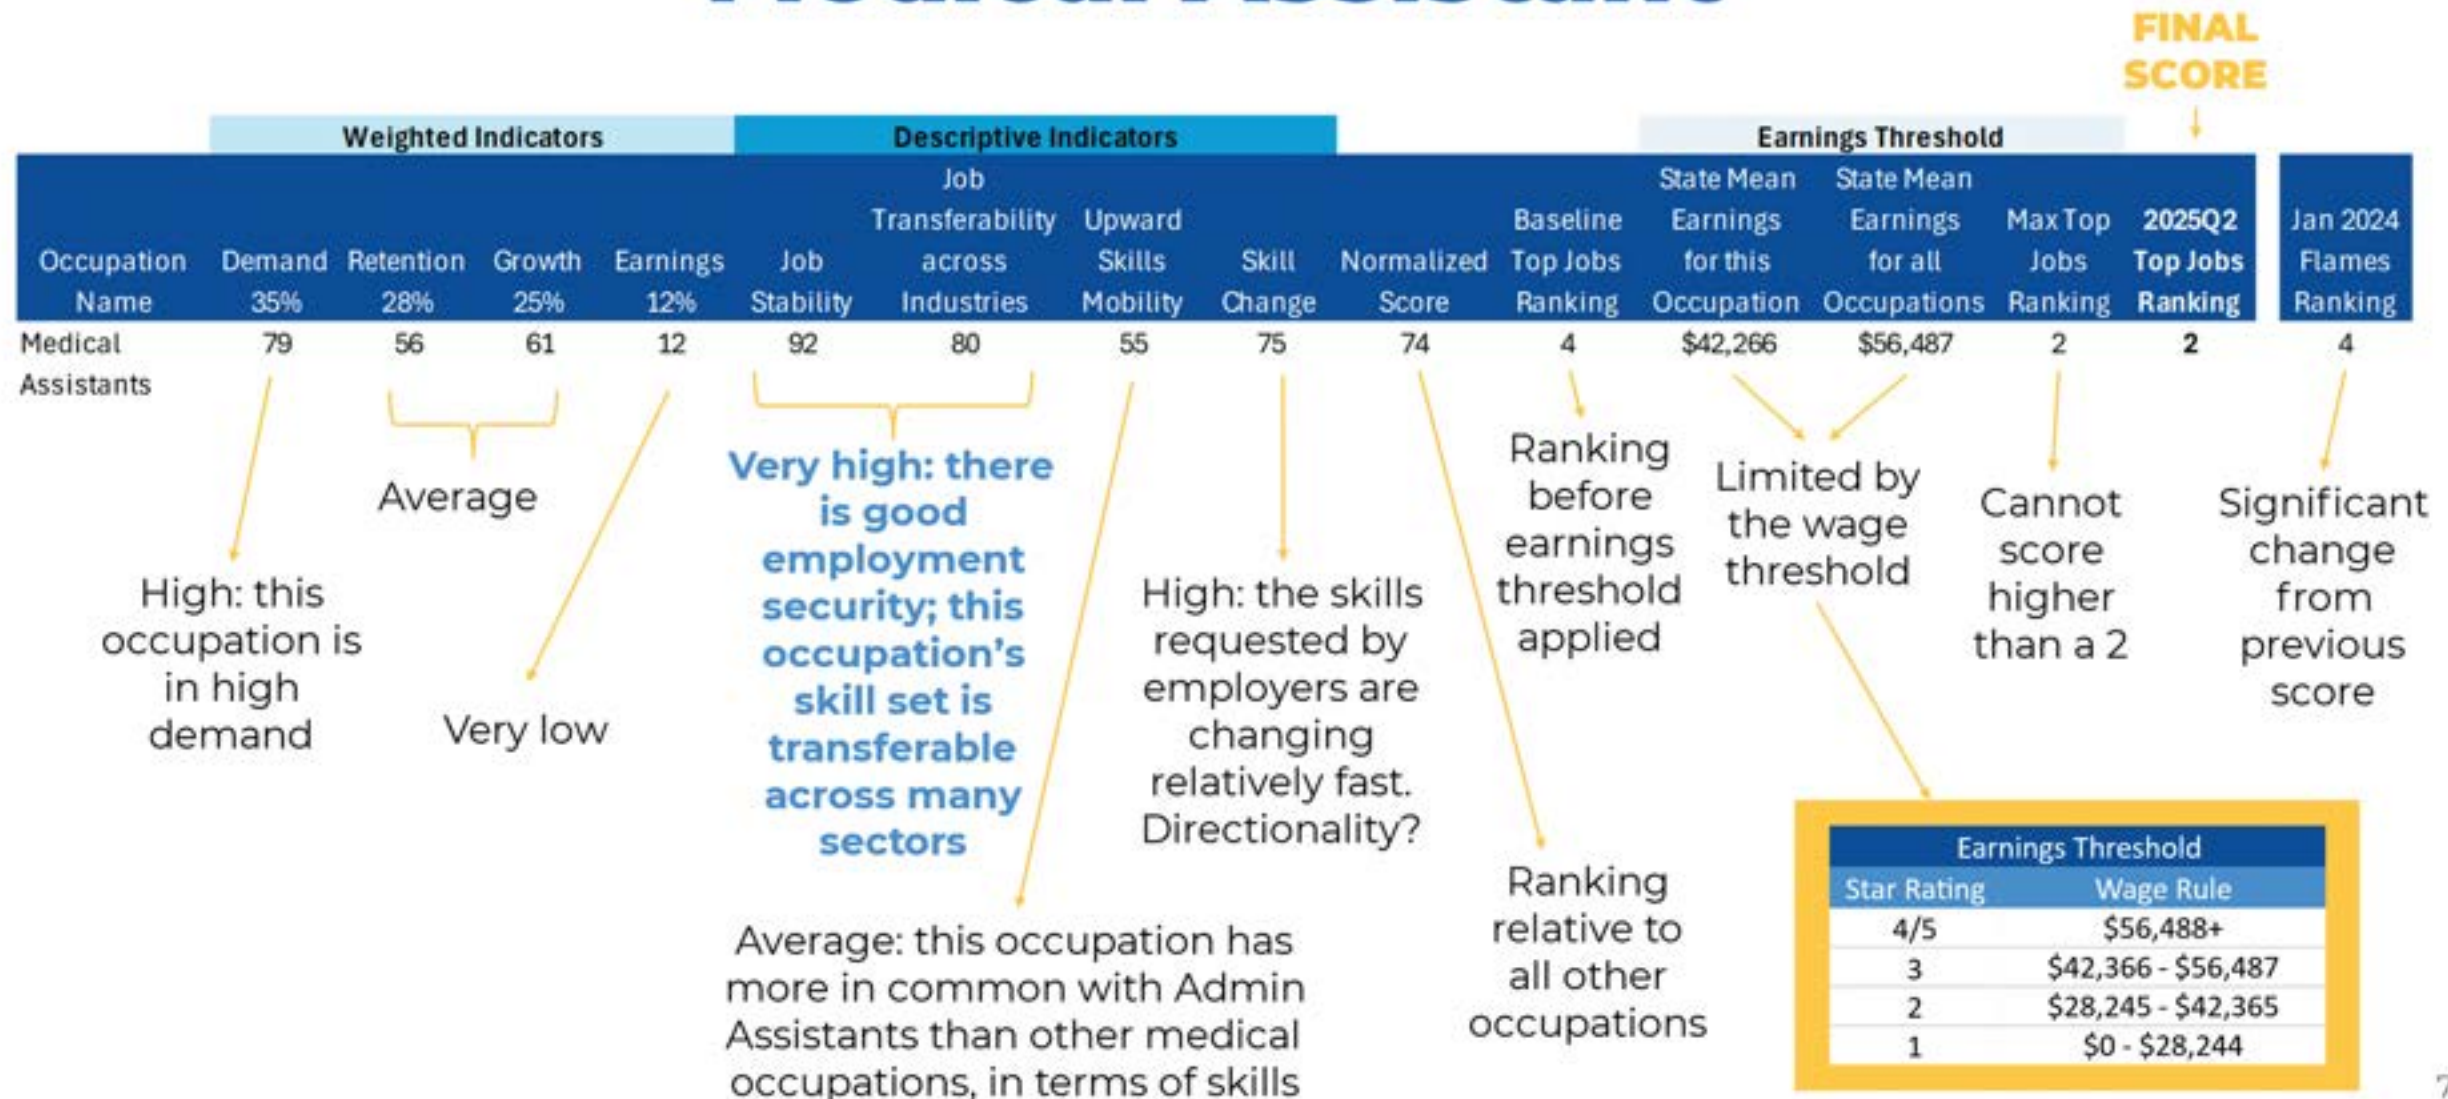 Medical Assistant
FINAL
SCORE
Weighted Indicators
Descriptive Indicators
Earnings Threshold
Occupation
Name
Demand
35%
Retention
28%
Growth
25%
Earnings
12%
Job
Stability
Job
Transferability
across
Industries
Upward
Skills
Mobility
Skill
Change
Normalized
Score
Baseline
Top Jobs
Ranking
State Mean
Earnings
for this
Occupation
State Mean
Earnings
for all
Occupations
Max Top
Jobs
Ranking
2025Q2
Top Jobs
Ranking
Jan 2024
Flames
Ranking
Medical
Assistants
79
56
61
12
92
80
55
75
74
4
$42,266
$56,487
2
2
4
High: this
occupation is
in high
demand
Average
Very low
Very high: there
is good
employment
security; this
occupation's
skill set is
transferable
across many
sectors
Average: this occupation has
more in common with Admin
Assistants than other medical
occupations, in terms of skills
High: the skills
requested by
employers are
changing
relatively fast.
Directionality?
Ranking
relative to
all other
occupations
Ranking
before
earnings
threshold
applied
Limited by
the wage
threshold
Cannot
score
higher
than a 2
Significant
change
from
previous
score
Earnings Threshold
Star Rating Wage Rule
4/5 $56,488+
3 $42,366 - $56,487
2 $28,245 - $42,365
1 $0 - $28,244